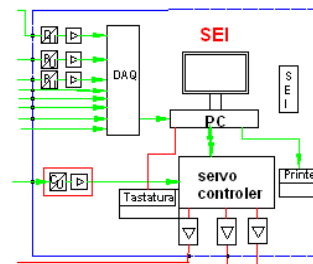 SEI
DAQ
S
E
I
PC
Printe
servo
controler
Tastatura